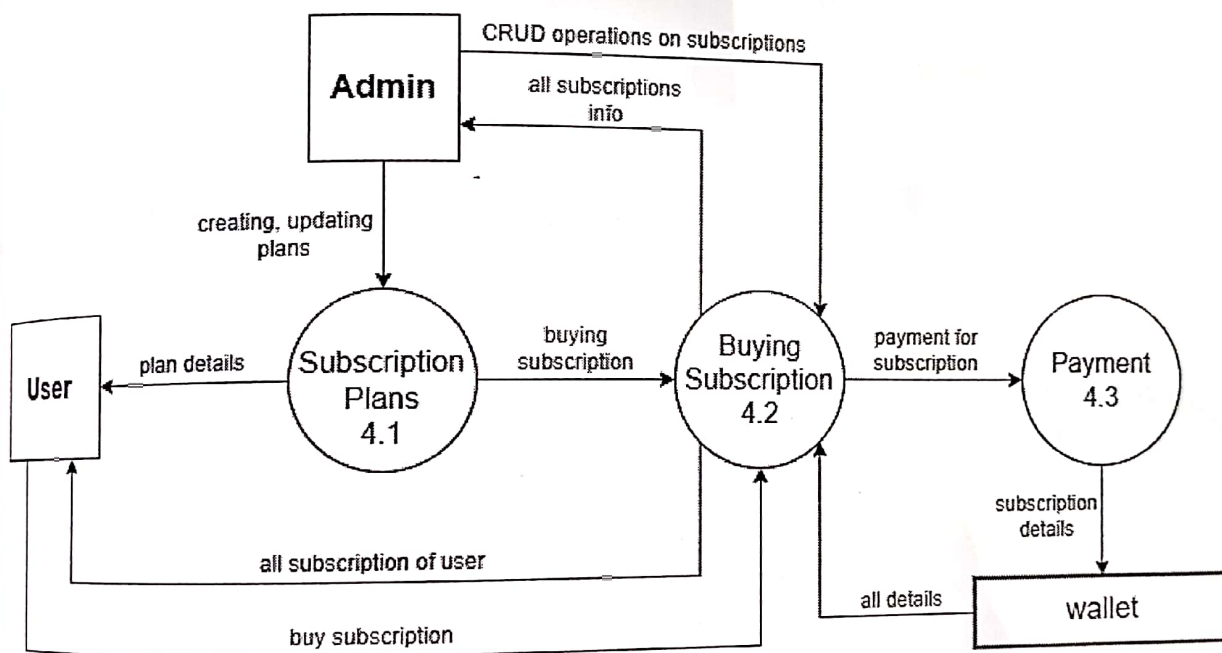 CRUD operations on subscriptions
Admin
all subscriptions
info
creating, updating
plans
User
plan details
Subscription
Plans
4.1
buying
subscription
Buying
Subscription
4.2
payment for
subscription
Payment
4.3
subscription
details
all subscription of user
all details
wallet
buy subscription